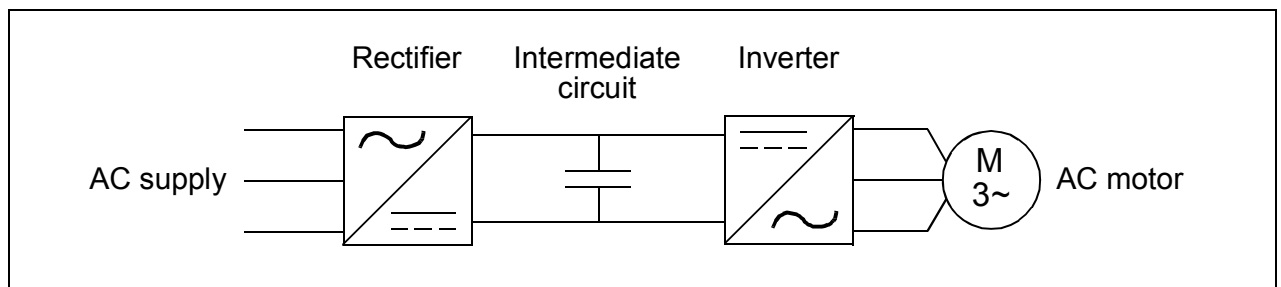 Rectifier
Intermediate
circuit
Inverter
AC supply
M
3~
AC motor